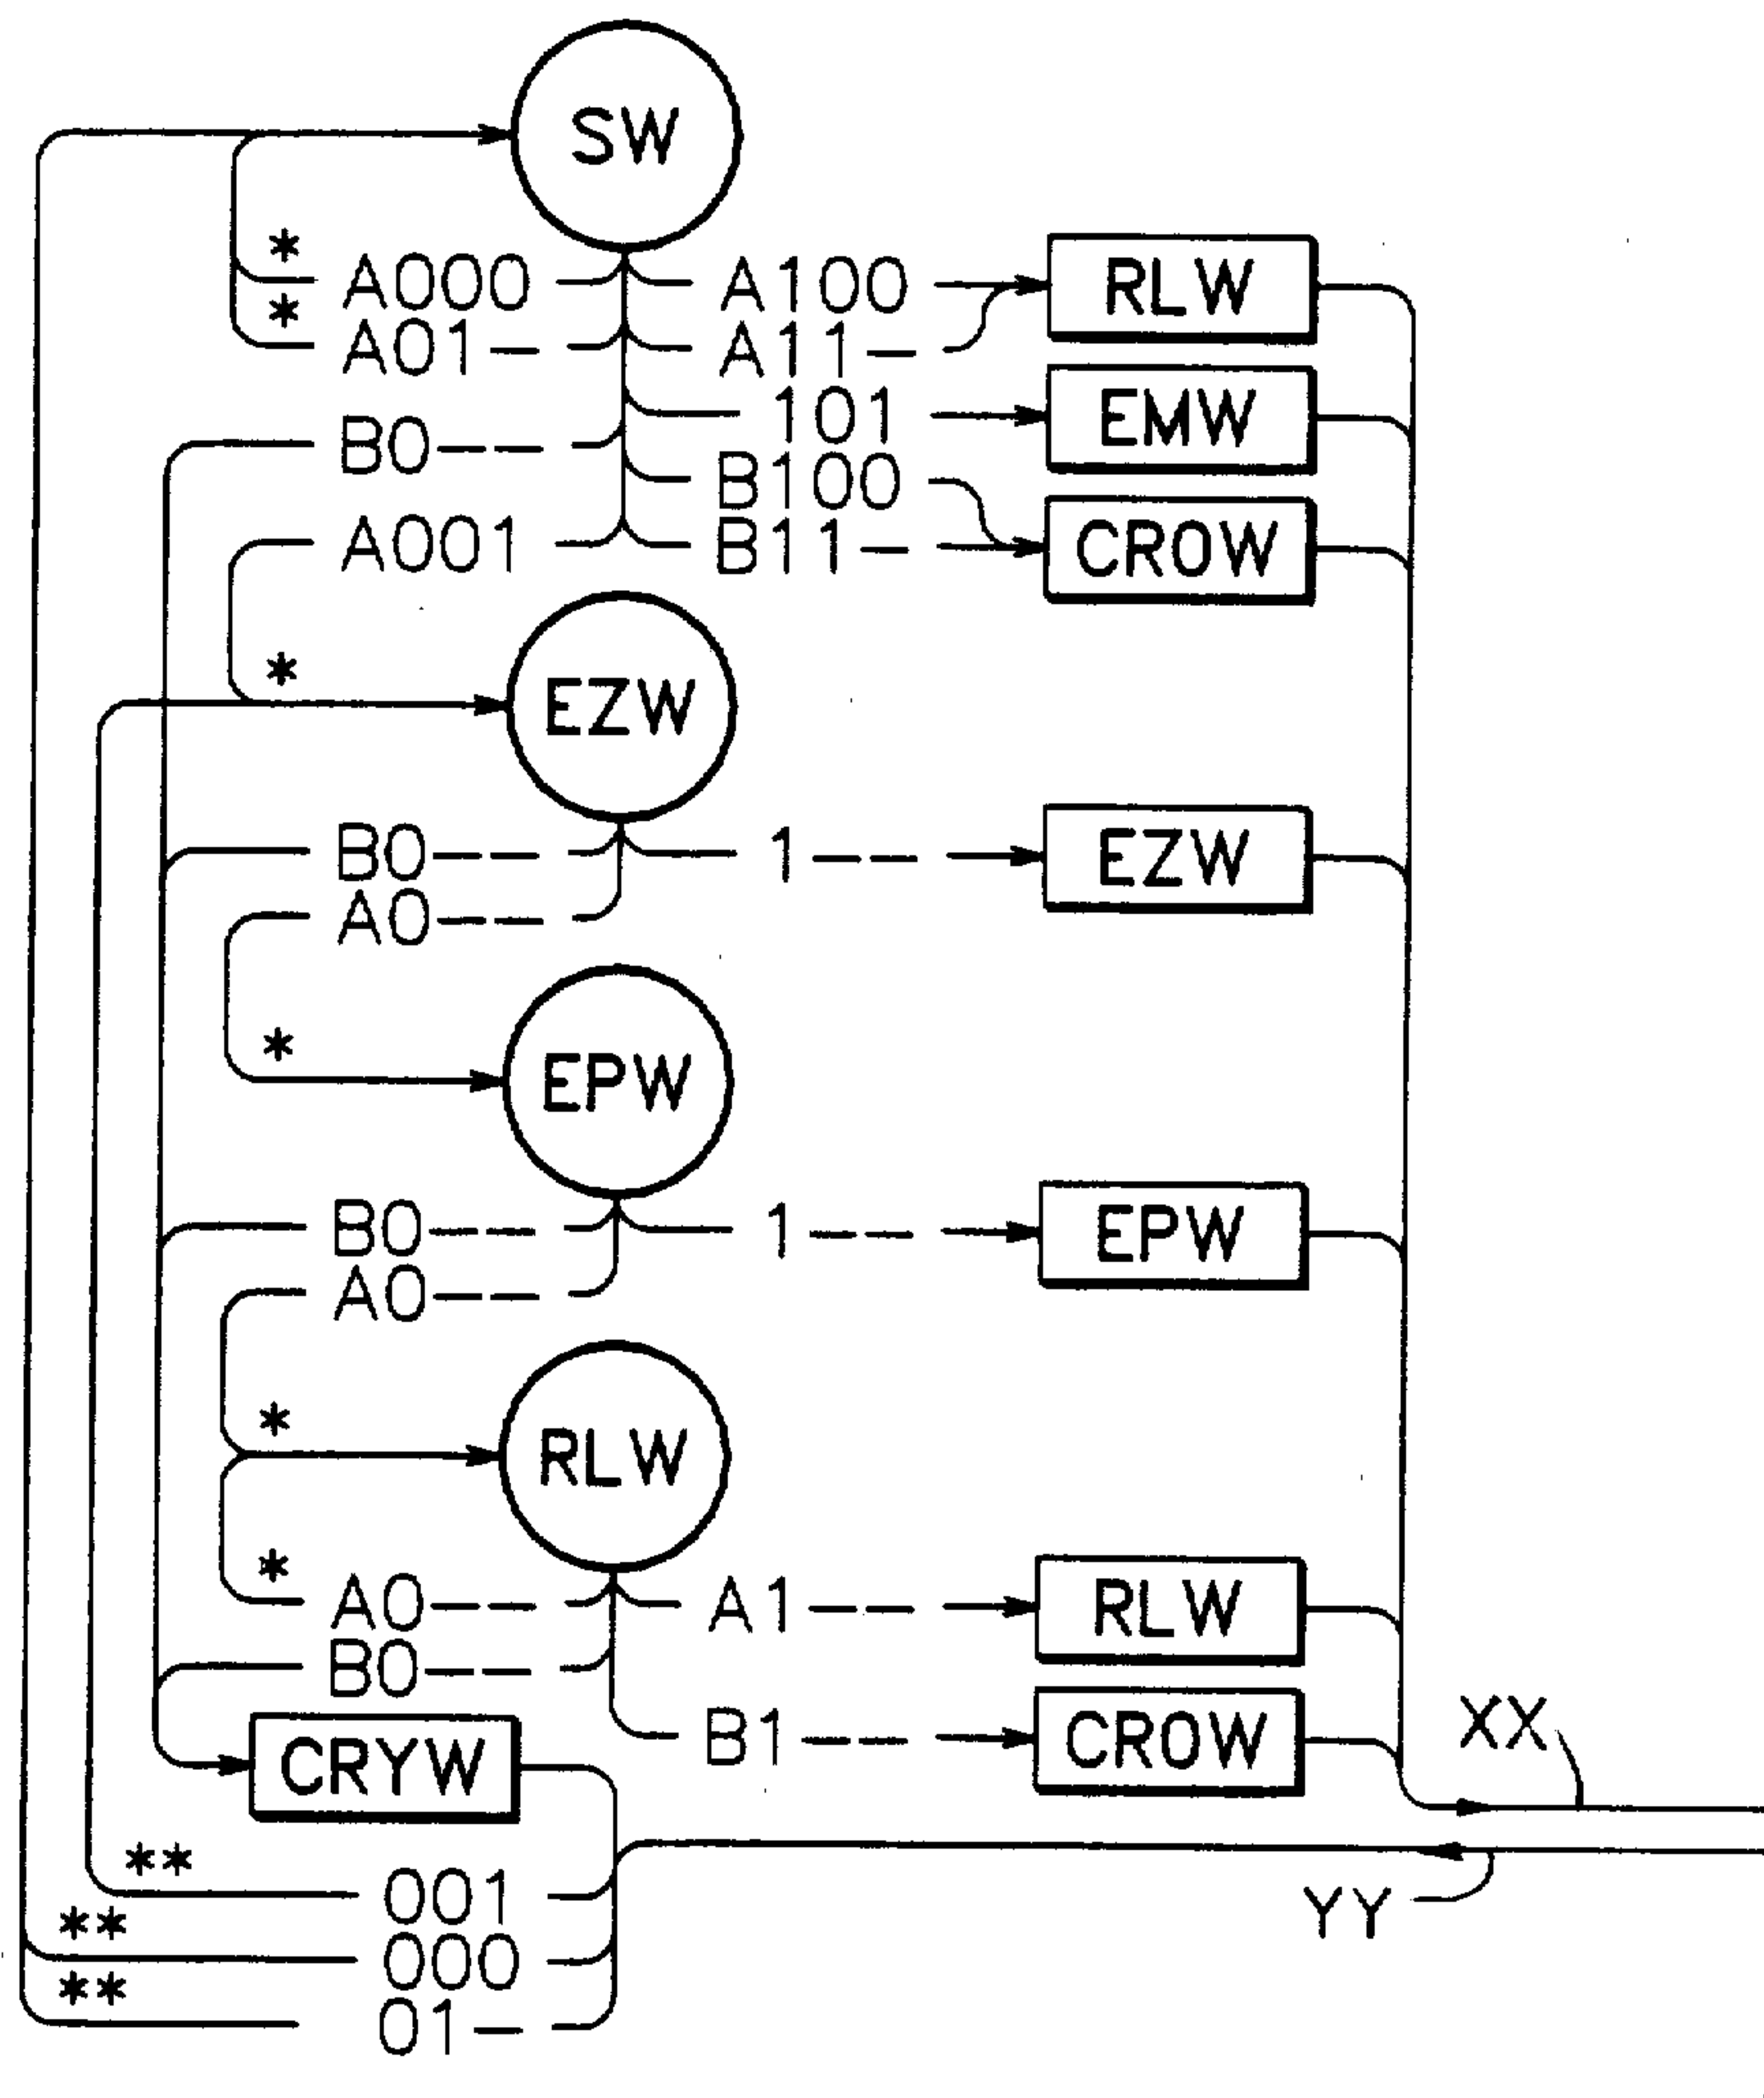 SW
* A000 A100 RLW
* A01- A11-
101 EMW
B0-- B100
A001 B11- CROW
*
EZW
B0-- 1-- EZW
A0--
*
EPW
B0-- 1-- EPW
A0--
*
RLW
* A0-- A1-- RLW
B0--
CRYW B1-- CROW XX
** 001 YY
** 000
** 01-